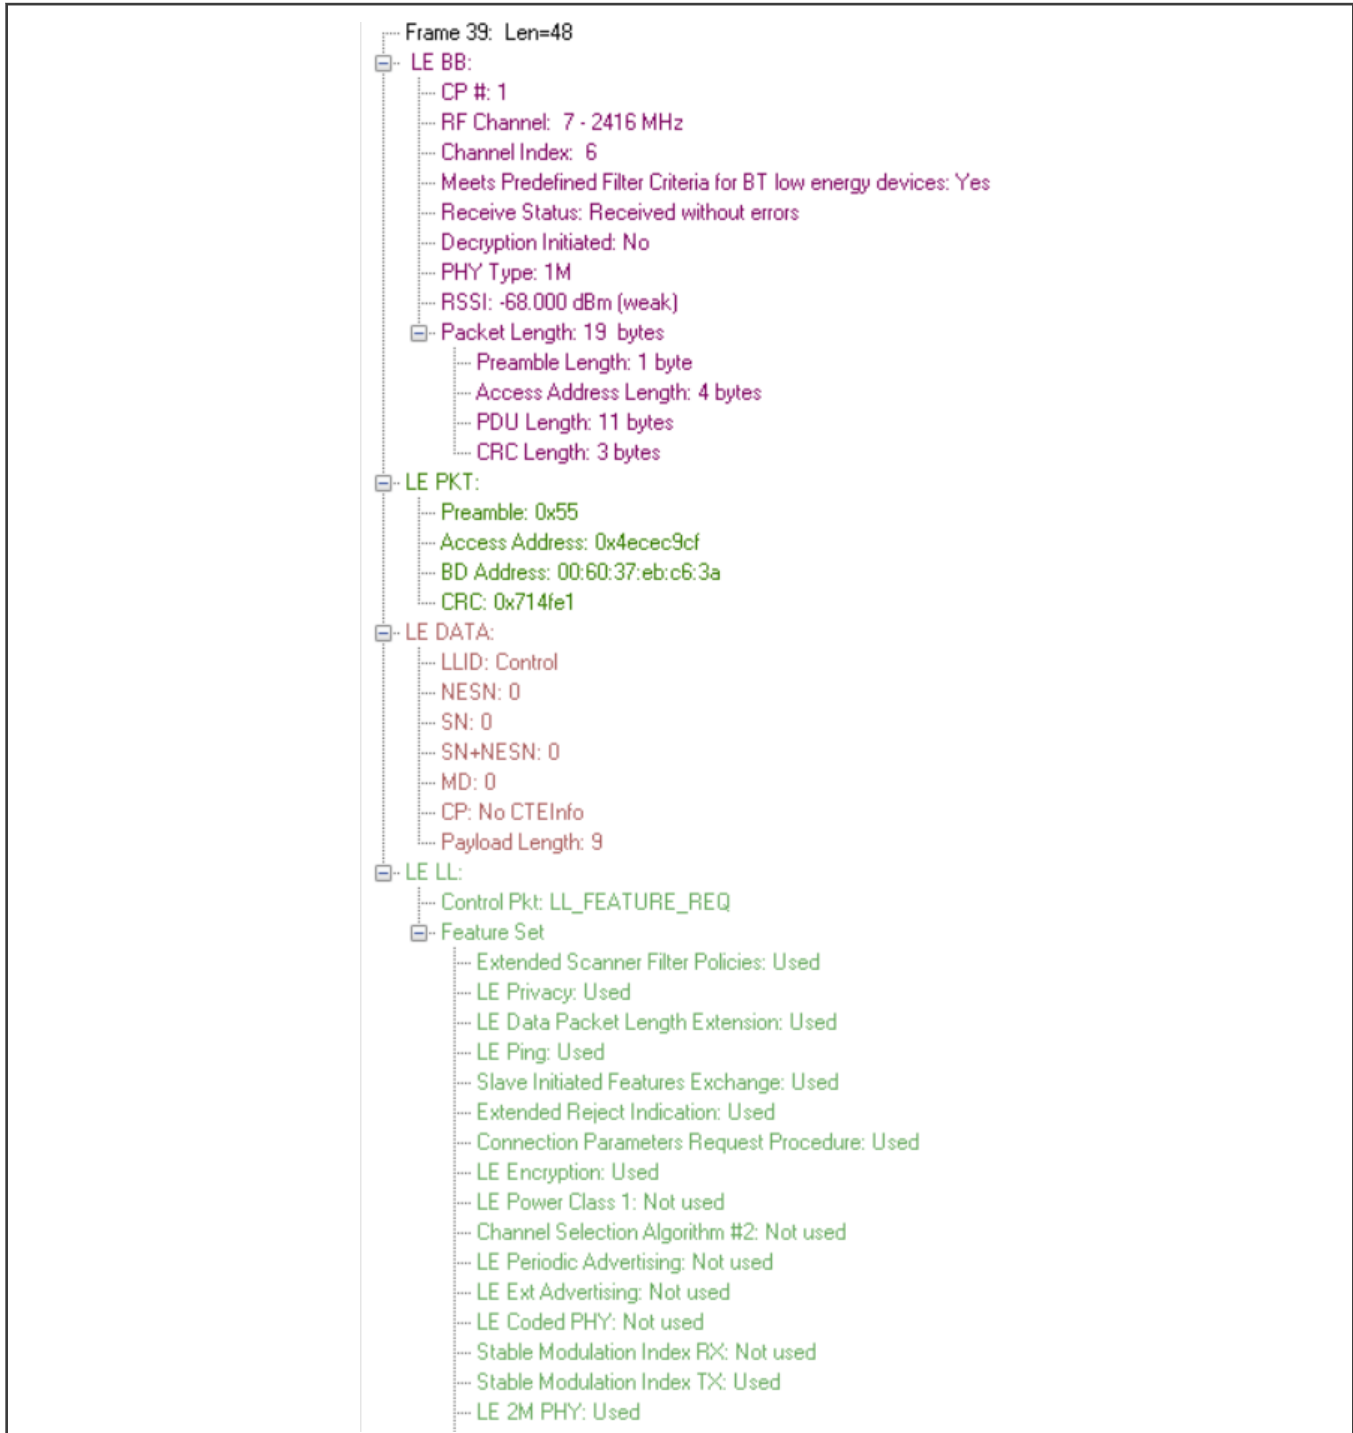 Frame 39: Len=48
LE BB:
CP #: 1
RF Channel: 7 - 2416 MHz
Channel Index: 6
Meets Predefined Filter Criteria for BT low energy devices: Yes
Receive Status: Received without errors
Decryption Initiated: No
PHY Type: 1M
RSSI: -68.000 dBm (weak)
Packet Length: 19 bytes
Preamble Length: 1 byte
Access Address Length: 4 bytes
PDU Length: 11 bytes
CRC Length: 3 bytes
LE PKT:
Preamble: 0x55
Access Address: 0x4ecec9cf
BD Address: 00:60:37:eb:c6:3a
CRC: 0x714fe1
LE DATA:
LLID: Control
NESN: 0
SN: 0
SN+NESN: 0
MD: 0
CP: No CTEInfo
Payload Length: 9
LE LL:
Control Pkt: LL_FEATURE_REQ
Feature Set
Extended Scanner Filter Policies: Used
LE Privacy: Used
LE Data Packet Length Extension: Used
LE Ping: Used
Slave Initiated Features Exchange: Used
Extended Reject Indication: Used
Connection Parameters Request Procedure: Used
LE Encryption: Used
LE Power Class 1: Not used
Channel Selection Algorithm #2: Not used
LE Periodic Advertising: Not used
LE Ext Advertising: Not used
LE Coded PHY: Not used
Stable Modulation Index RX: Not used
Stable Modulation Index TX: Used
LE 2M PHY: Used